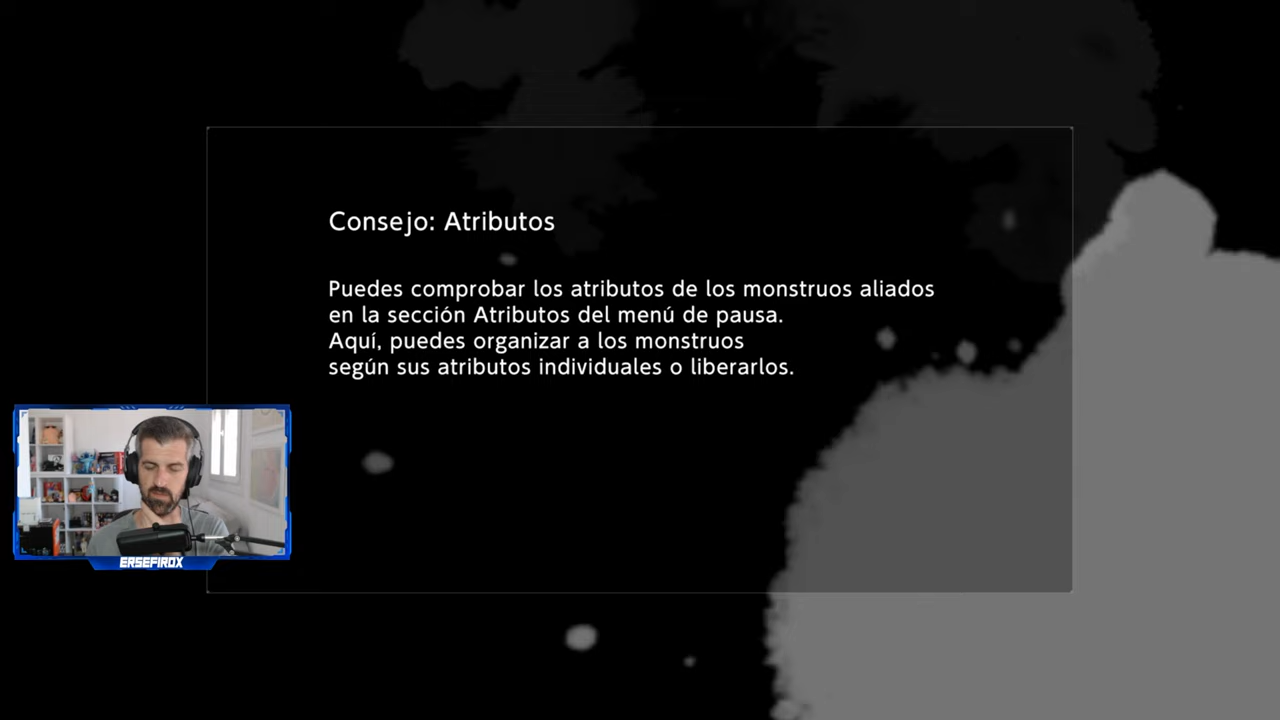 Consejo: Atributos
Puedes comprobar los atributos de los monstruos aliados
en la sección Atributos del menú de pausa.
Aquí, puedes organizar a los monstruos
según sus atributos individuales o liberarlos.
ERSEFIROX